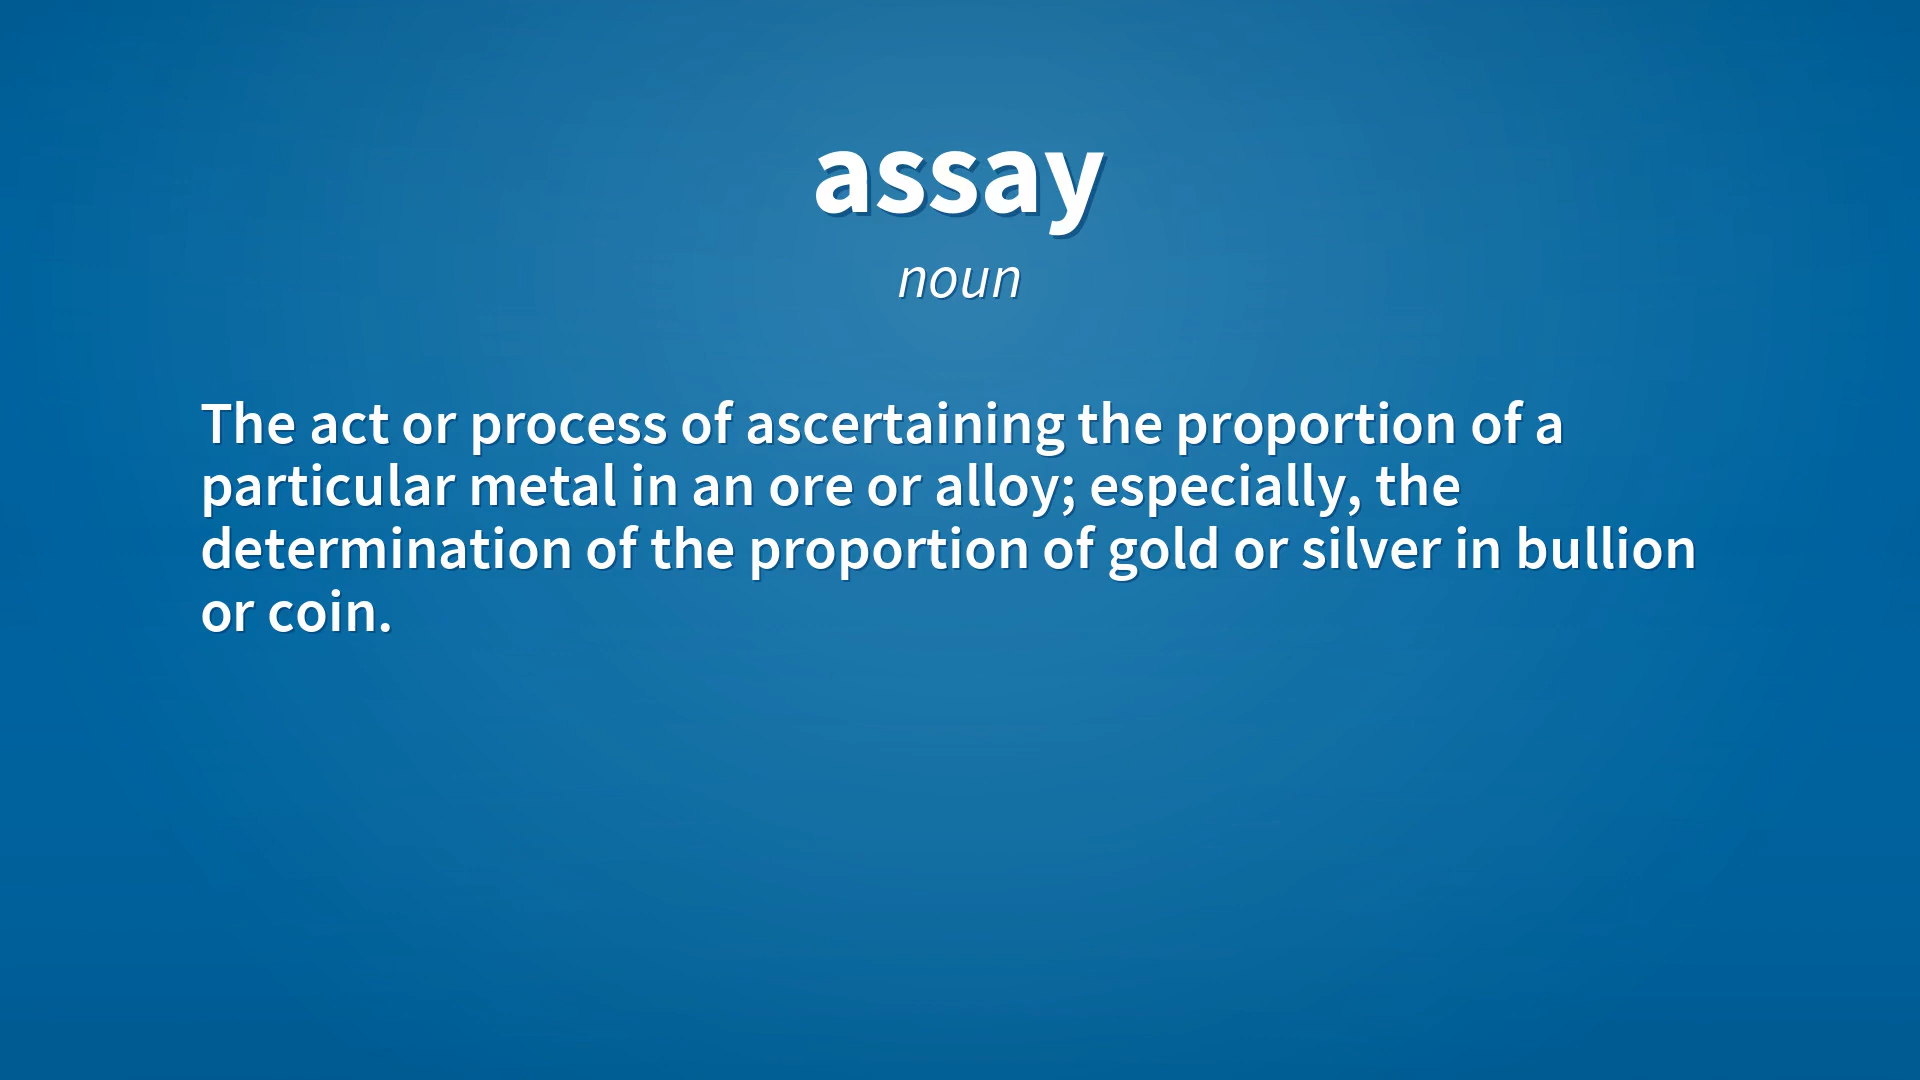 assay
noun
The act or process of ascertaining the proportion of a
particular metal in an ore or alloy; especially, the
determination of the proportion of gold or silver in bullion
or coin.